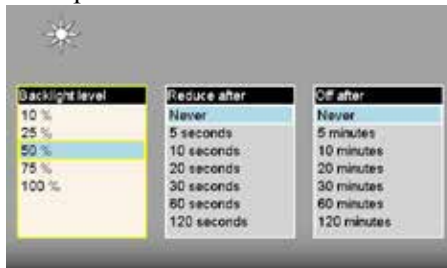 Backlight level
10 %
25 %
50 %
75 %
100 %
Reduce after
Never
5 seconds
10 seconds
20 seconds
30 seconds
60 seconds
120 seconds
Off after
Never
5 minutes
10 minutes
20 minutes
30 minutes
60 minutes
120 minutes